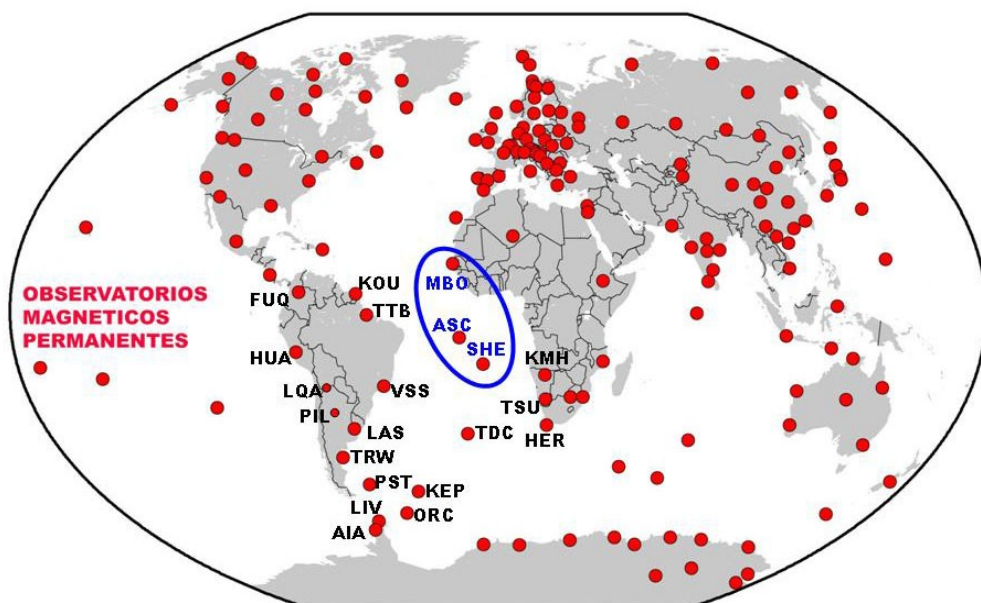 OBSERVATORIOS
MAGNETICOS
PERMANENTES
FUQ
KOU
TTB
MBO
ASC
SHE
HUA
LQA
PIL
VSS
LAS
KMH
TSU
HER
TDC
TRW
PST
KEP
LIV
ORC
AIA